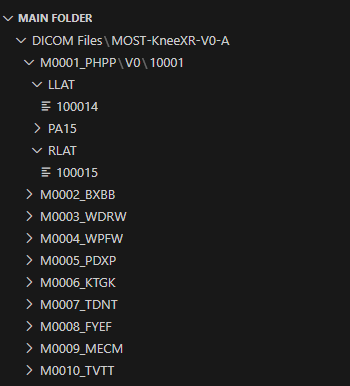 MAIN FOLDER
DICOM Files\MOST-KneeXR-V0-A
M0001_PHPP\V0\10001
LLAT
100014
PA15
RLAT
100015
M0002_BXBB
M0003_WDRW
M0004_WPFW
M0005_PDXP
M0006_KTGK
M0007_TDNT
M0008_FYEF
M0009_MECM
M0010_TVTT